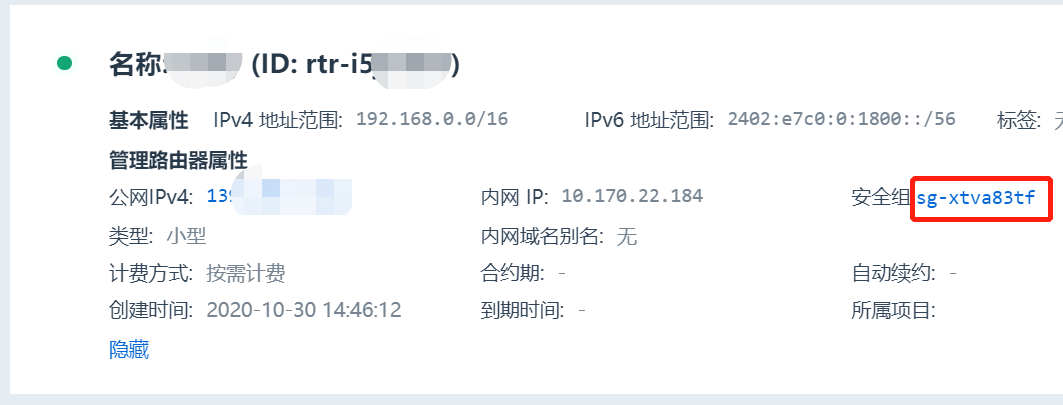 名称: (ID: rtr-i5 )
基本属性 IPv4 地址范围: 192.168.0.0/16 IPv6 地址范围: 2402:e7c0:0:1800::/56 标签:
管理路由器属性
公网IPv4: 139 内网 IP: 10.170.22.184 安全组 sg-xtva83tf
类型: 小型 内网域名别名: 无
计费方式: 按需计费 合约期: - 自动续约: -
创建时间: 2020-10-30 14:46:12 到期时间: - 所属项目:
隐藏